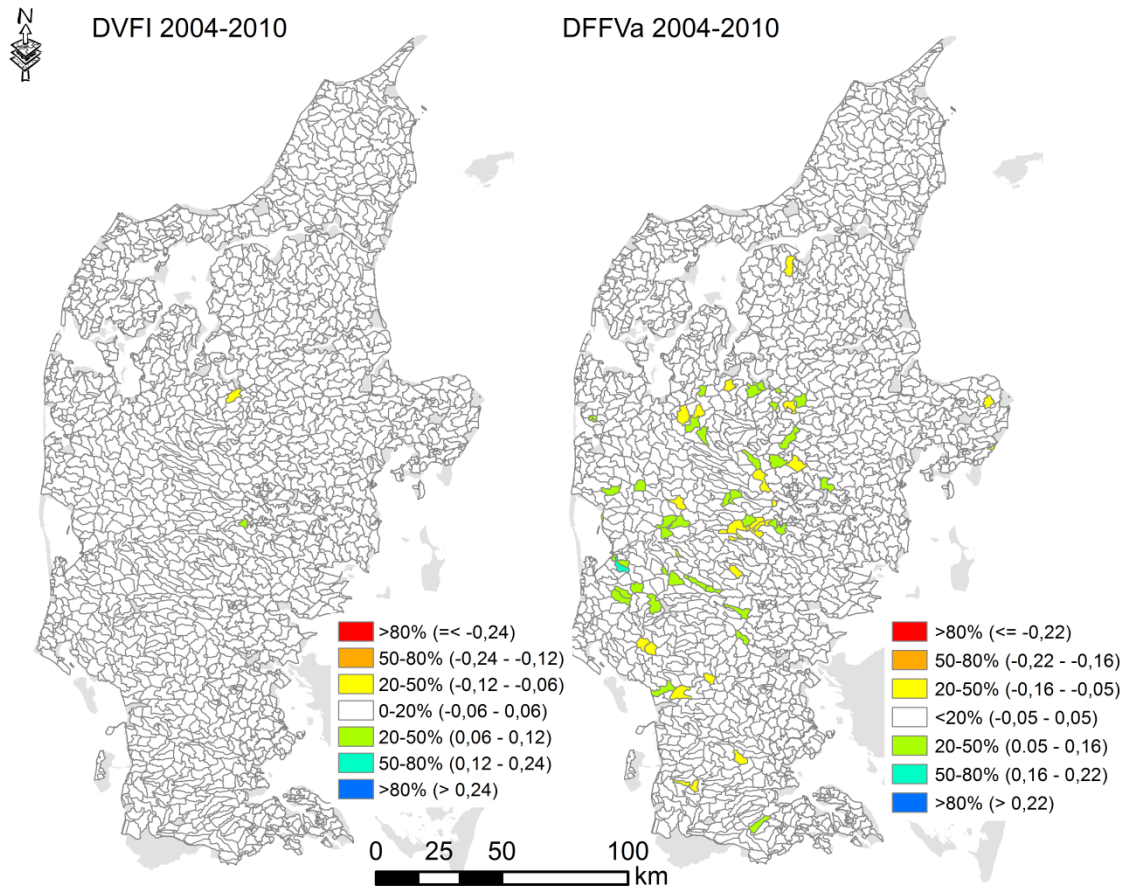 N
DVFI 2004-2010
DFFVa 2004-2010
>80% (=< -0,24)
50-80% (-0,24 - -0,12)
20-50% (-0,12 - -0,06)
0-20% (-0,06 - 0,06)
20-50% (0,06 - 0,12)
50-80% (0,12 - 0,24)
>80% (> 0,24)
>80% (<= -0,22)
50-80% (-0,22 - -0,16)
20-50% (-0,16 - -0,05)
<20% (-0,05 - 0,05)
20-50% (0.05 - 0,16)
50-80% (0,16 - 0,22)
>80% (> 0,22)
0 25 50 100
km